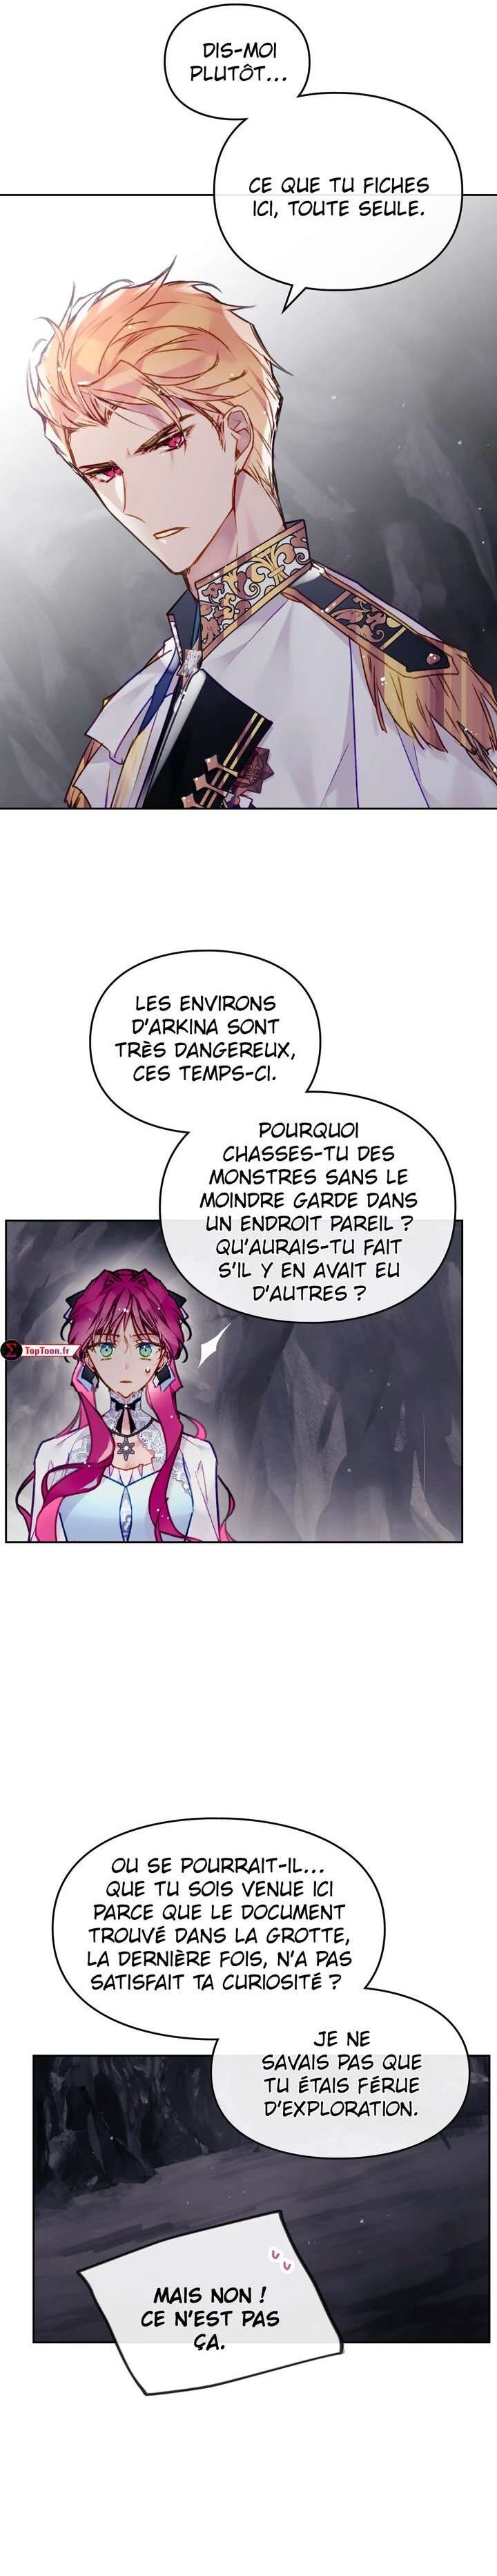 DIS-MOI
PLUTÔT...
CE QUE TU FICHES
ICI, TOUTE SEULE.
LES ENVIRONS
D'ARKINA SONT
TRÈS DANGEREUX,
CES TEMPS-CI.
POURQUOI
CHASSES-TU DES
MONSTRES SANS LE
MOINDRE GARDE DANS
UN ENDROIT PAREIL ?
QU'AURAIS-TU FAIT
S'IL Y EN AVAIT EU
D'AUTRES ?
TopToon.fr
OU SE POURRAIT-IL...
QUE TU SOIS VENUE ICI
PARCE QUE LE DOCUMENT
TROUVÉ DANS LA GROTTE,
LA DERNIÈRE FOIS, N'A PAS
SATISFAIT TA CURIOSITÉ ?
JE NE
SAVAIS PAS QUE
TU ÉTAIS FÉRUE
D'EXPLORATION.
MAIS NON !
CE N'EST PAS
ÇA.